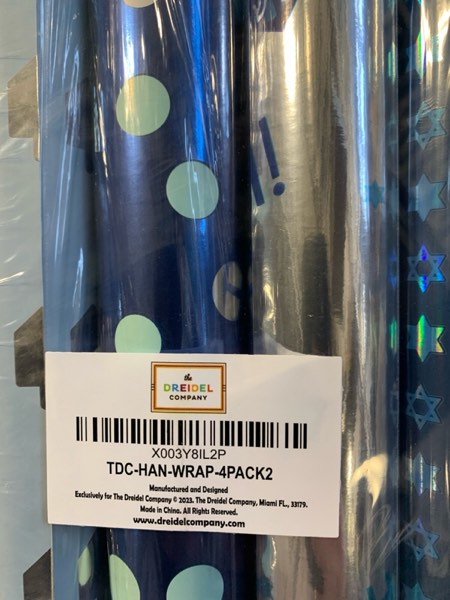 !!
the
DREIDEL
COMPANY
X003Y8IL2P
TDC-HAN-WRAP-4PACK2
Manufactured and Designed
Exclusively for The Dreidel Company © 2023. The Dreidel Company, Miami FL., 33179.
Made in China. All Rights Reserved.
www.dreidelcompany.com